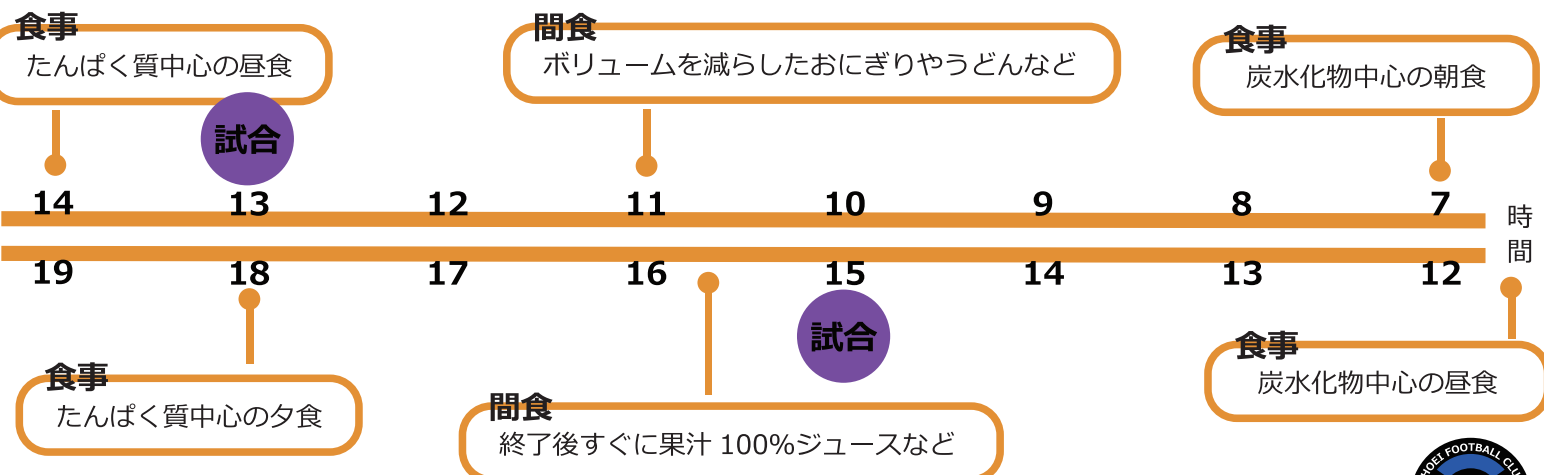 食事
たんぱく質中心の昼食
間食
ボリュームを減らしたおにぎりやうどんなど
食事
炭水化物中心の朝食
試合
14 13 12 11 10 9 8 7
時間
19 18 17 16 15 14 13 12
試合
食事
たんぱく質中心の夕食
間食
終了後すぐに果汁 100%ジュースなど
食事
炭水化物中心の昼食
FOOTBALL